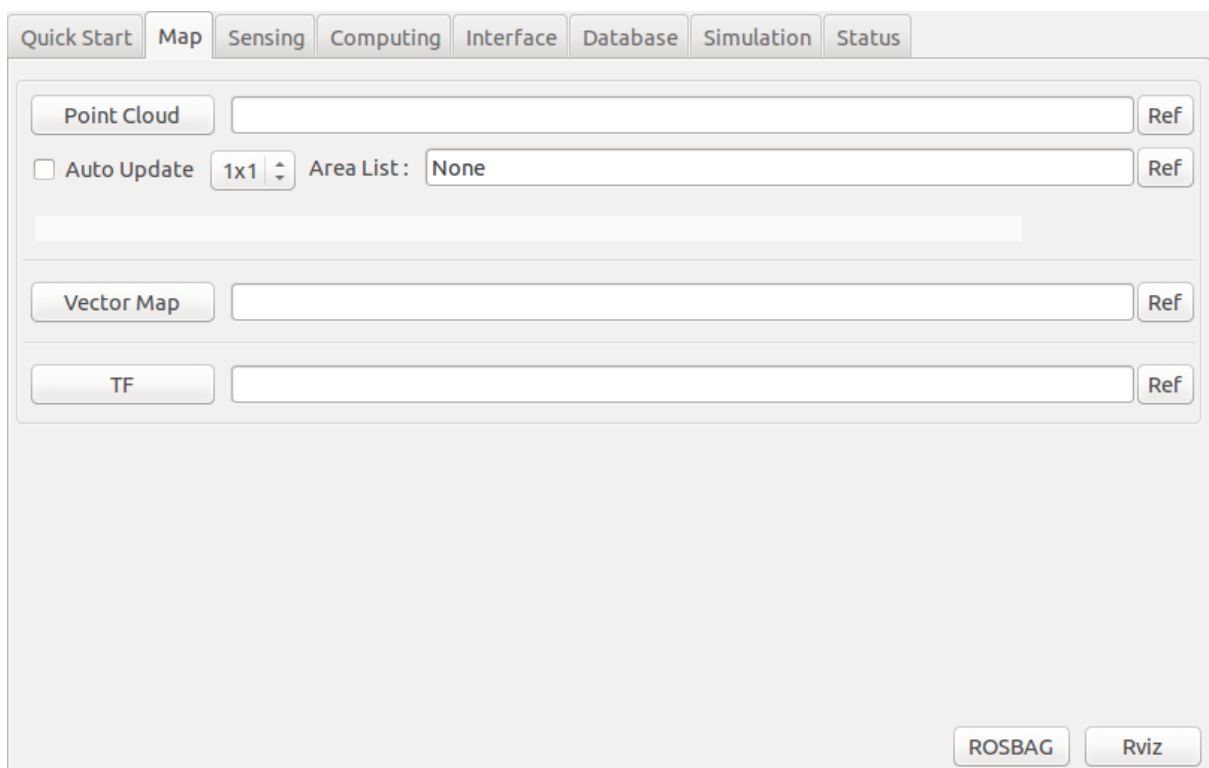 Quick Start Map Sensing Computing Interface Database Simulation Status
Point Cloud Ref
Auto Update 1x1 Area List : None Ref
Vector Map Ref
TF Ref
ROSBAG Rviz